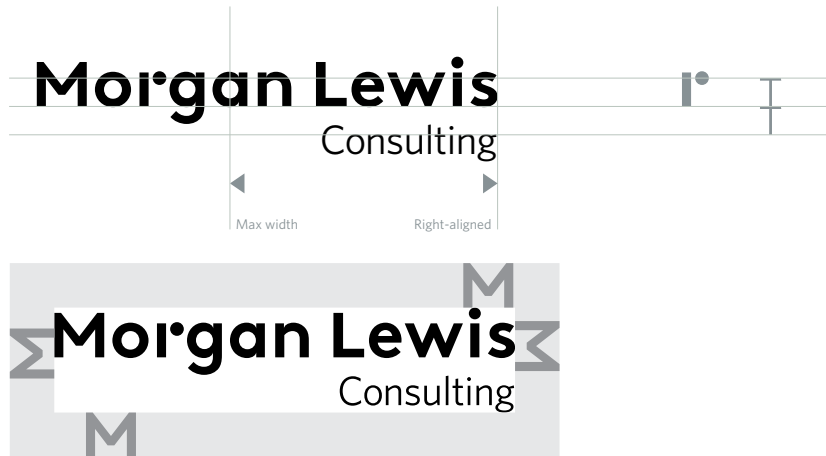 Morgan Lewis
r
Consulting
Max width
Right-aligned
M
Morgan Lewis
M
M
Consulting
M